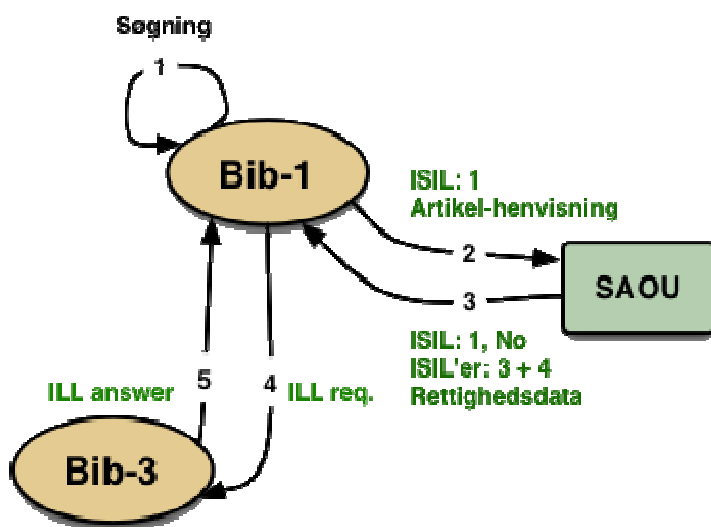 Søgning
1
Bib-1
ISIL: 1
Artikel-henvisning
2
SAOU
3
ISIL: 1, No
ISIL'er: 3 + 4
Rettighedsdata
ILL answer
5
4
ILL req.
Bib-3